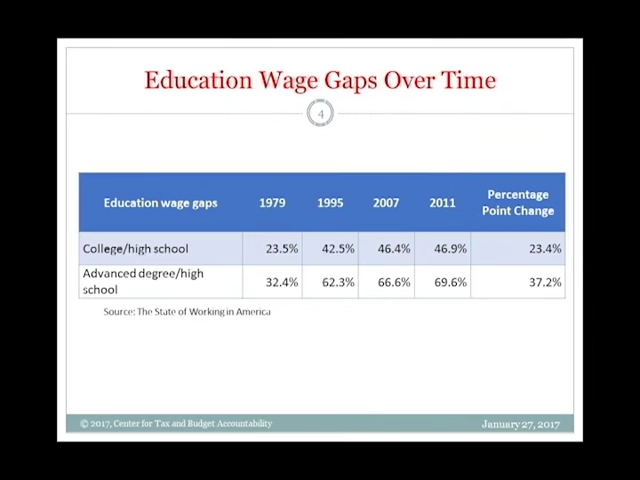 Education Wage Gaps Over Time
4
Education wage gaps 1979 1995 2007 2011 Percentage Point Change
College/high school 23.5% 42.5% 46.4% 46.9% 23.4%
Advanced degree/high school 32.4% 62.3% 66.6% 69.6% 37.2%
Source: The State of Working in America
© 2017, Center for Tax and Budget Accountability January 27, 2017